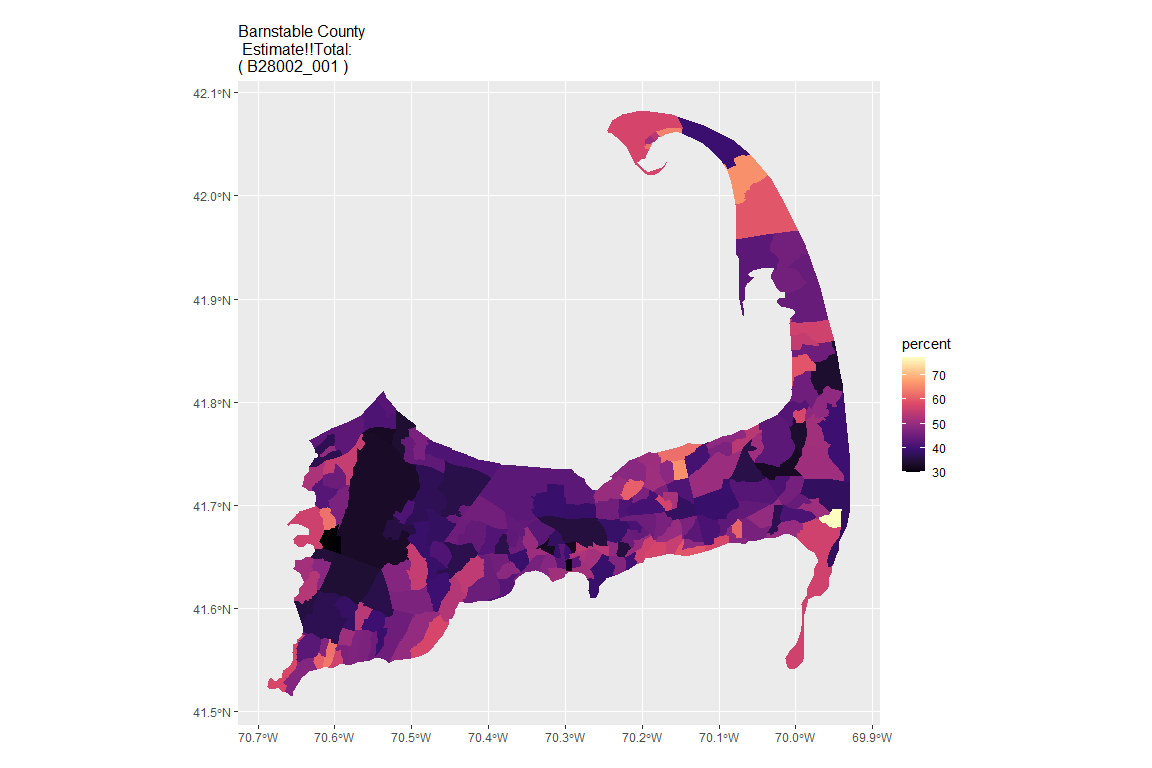 Barnstable County
Estimate!!Total:
( B28002_001 )
42.1°N
42.0°N
41.9°N
41.8°N
41.7°N
41.6°N
41.5°N
70.7°W 70.6°W 70.5°W 70.4°W 70.3°W 70.2°W 70.1°W 70.0°W 69.9°W
percent
70
60
50
40
30